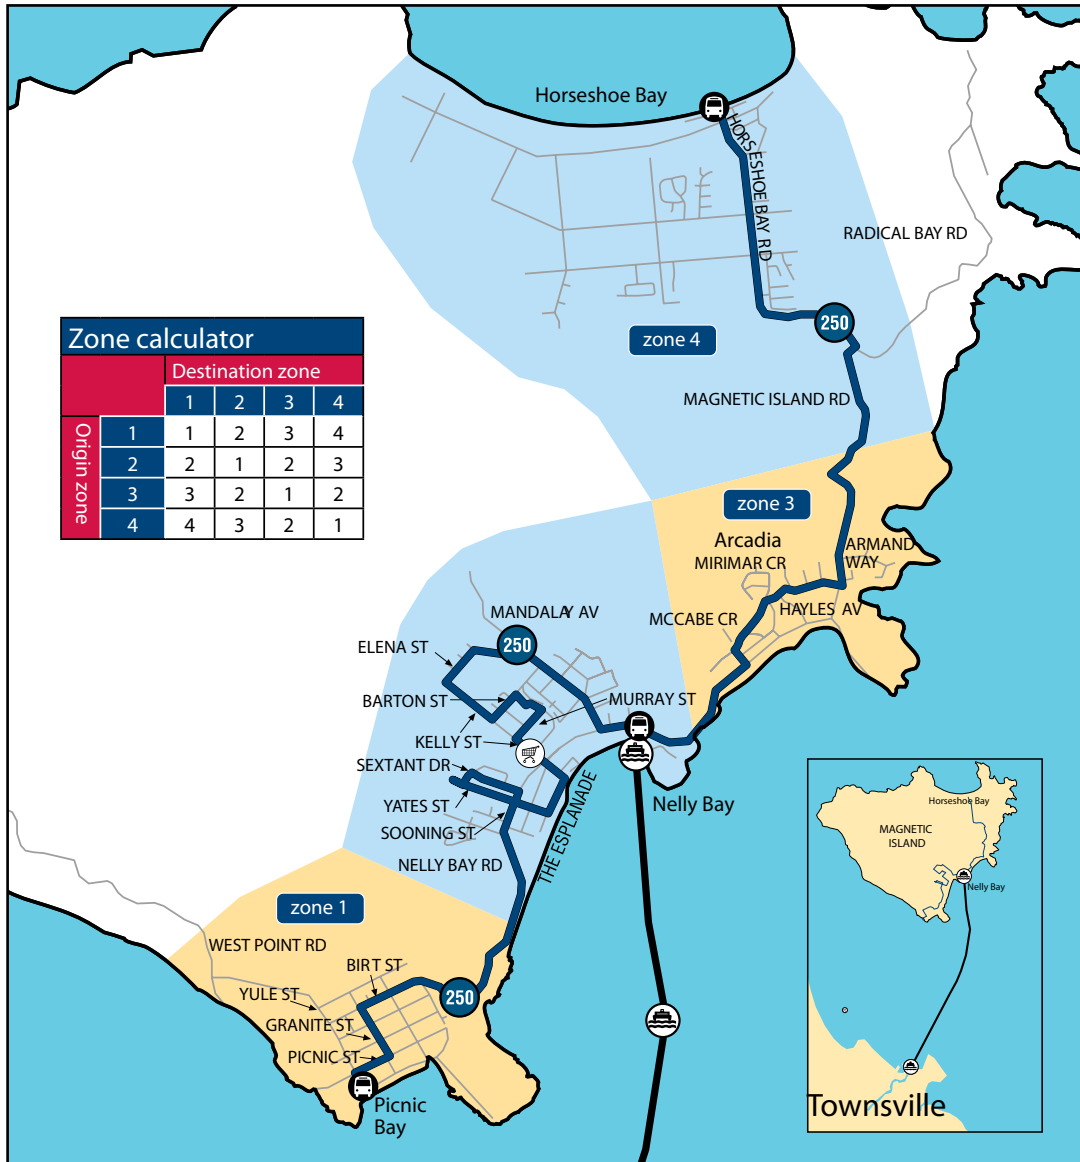 Horseshoe Bay
HORSESHOE BAY RD
RADICAL BAY RD
250
zone 4
MAGNETIC ISLAND RD
Zone calculator
Destination zone
1 2 3 4
Origin zone
1 1 2 3 4
2 2 1 2 3
3 3 2 1 2
4 4 3 2 1
zone 3
Arcadia
MIRIMAR CR
ARMAND
WAY
HAYLES AV
MCCABE CR
MANDALAY AV
250
ELENA ST
BARTON ST
MURRAY ST
KELLY ST
SEXTANT DR
YATES ST
SOONING ST
NELLY BAY RD
THE ESPLANADE
Nelly Bay
zone 1
WEST POINT RD
BIRT ST
YULE ST
250
GRANITE ST
PICNIC ST
Picnic
Bay
Horseshoe Bay
MAGNETIC
ISLAND
Nelly Bay
Townsville